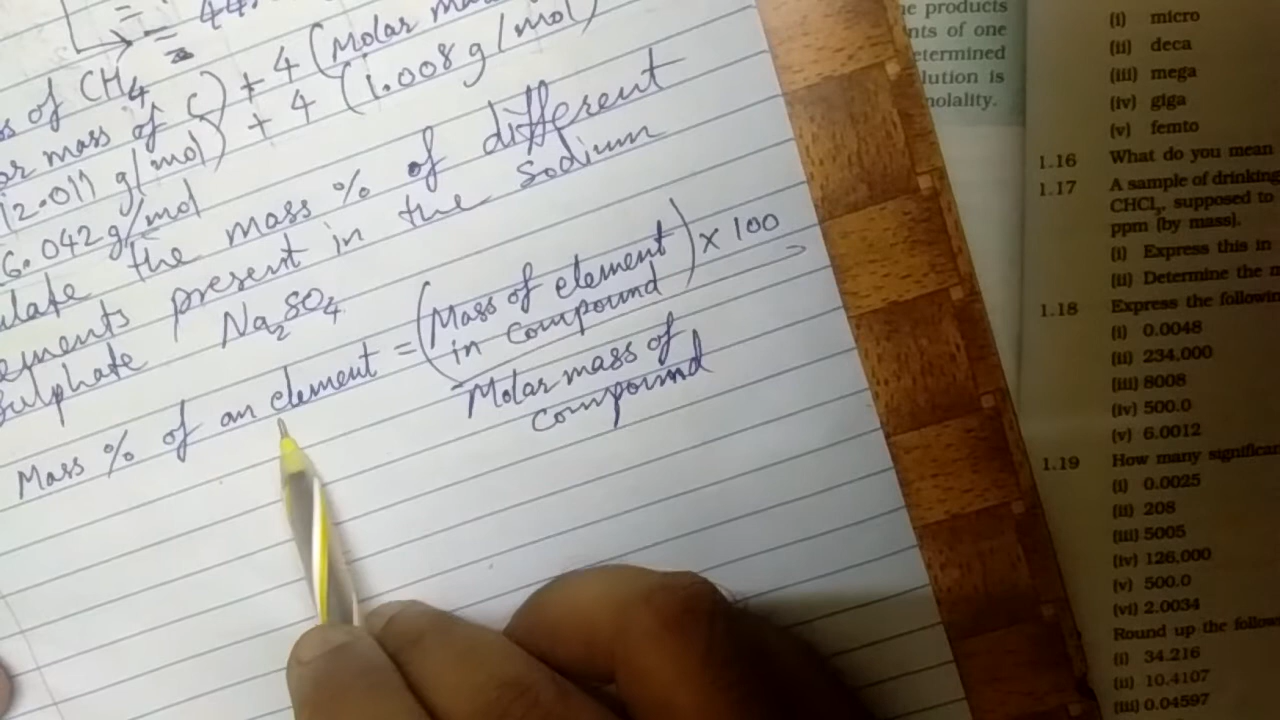 = 44.
of CH4 =
mass of C) + 4 (Molar
12.011 g/mol) + 4 (1.008 g/mol)
6.042 g/mol
the mass % of different
present in the sodium
sulphate Na2SO4
Mass % of an element = (Mass of element in compound / Molar mass of compound) × 100
products
nts of one
etermined
lution is
nolality.
(i) micro
(ii) deca
(iii) mega
(iv) giga
(v) femto
1.16 What do you mean
1.17 A sample of drinking
CHCl3, supposed to
ppm (by mass).
(i) Express this in
(ii) Determine the m
1.18 Express the followin
(i) 0.0048
(ii) 234,000
(iii) 8008
(iv) 500.0
(v) 6.0012
1.19 How many significan
(i) 0.0025
(ii) 208
(iii) 5005
(iv) 126,000
(v) 500.0
(vi) 2.0034
Round up the follow
(i) 34.216
(ii) 10.4107
(iii) 0.04597